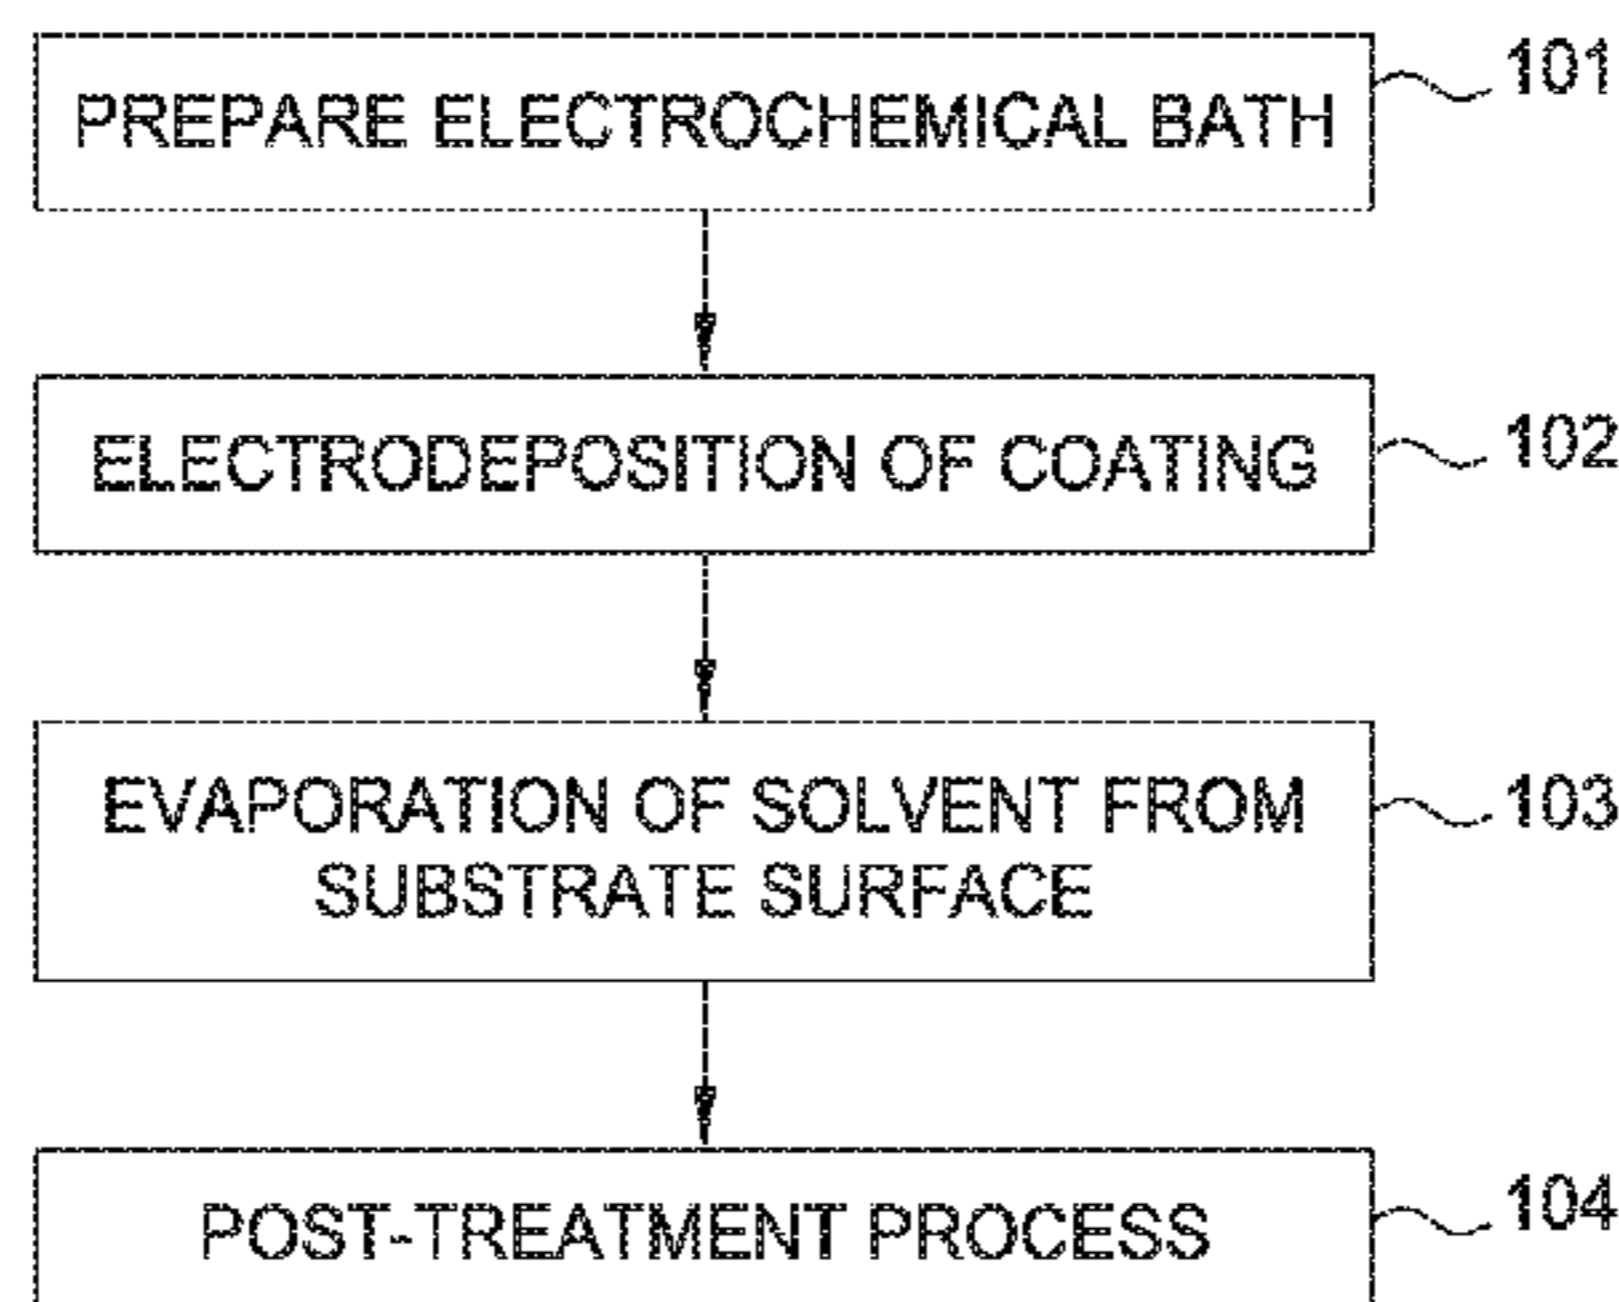 PREPARE ELECTROCHEMICAL BATH
101
ELECTRODEPOSITION OF COATING
102
EVAPORATION OF SOLVENT FROM
SUBSTRATE SURFACE
103
POST-TREATMENT PROCESS
104